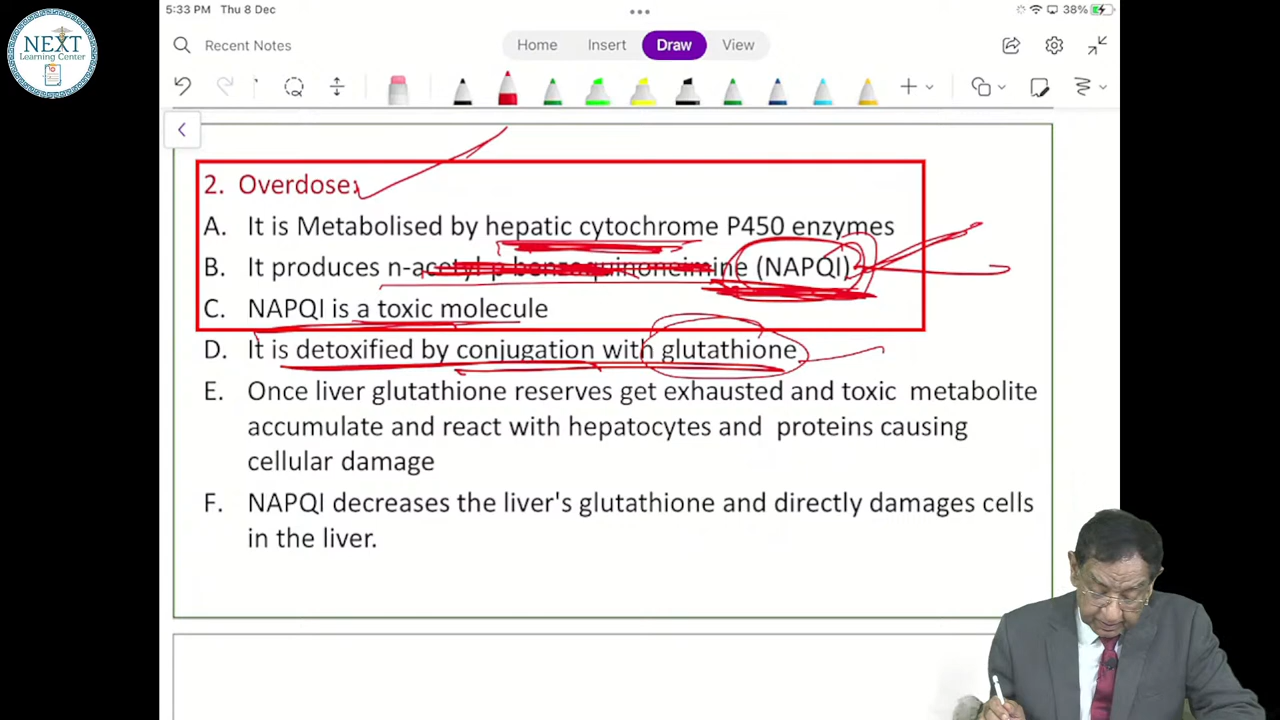 5:33 PM Thu 8 Dec
38%
NEXT
Learning Center
Recent Notes
Home Insert Draw View
2. Overdose:
A. It is Metabolised by hepatic cytochrome P450 enzymes
B. It produces n-acetyl-p-benzoquinoneimine (NAPQI)
C. NAPQI is a toxic molecule
D. It is detoxified by conjugation with glutathione
E. Once liver glutathione reserves get exhausted and toxic metabolite
accumulate and react with hepatocytes and proteins causing
cellular damage
F. NAPQI decreases the liver's glutathione and directly damages cells
in the liver.